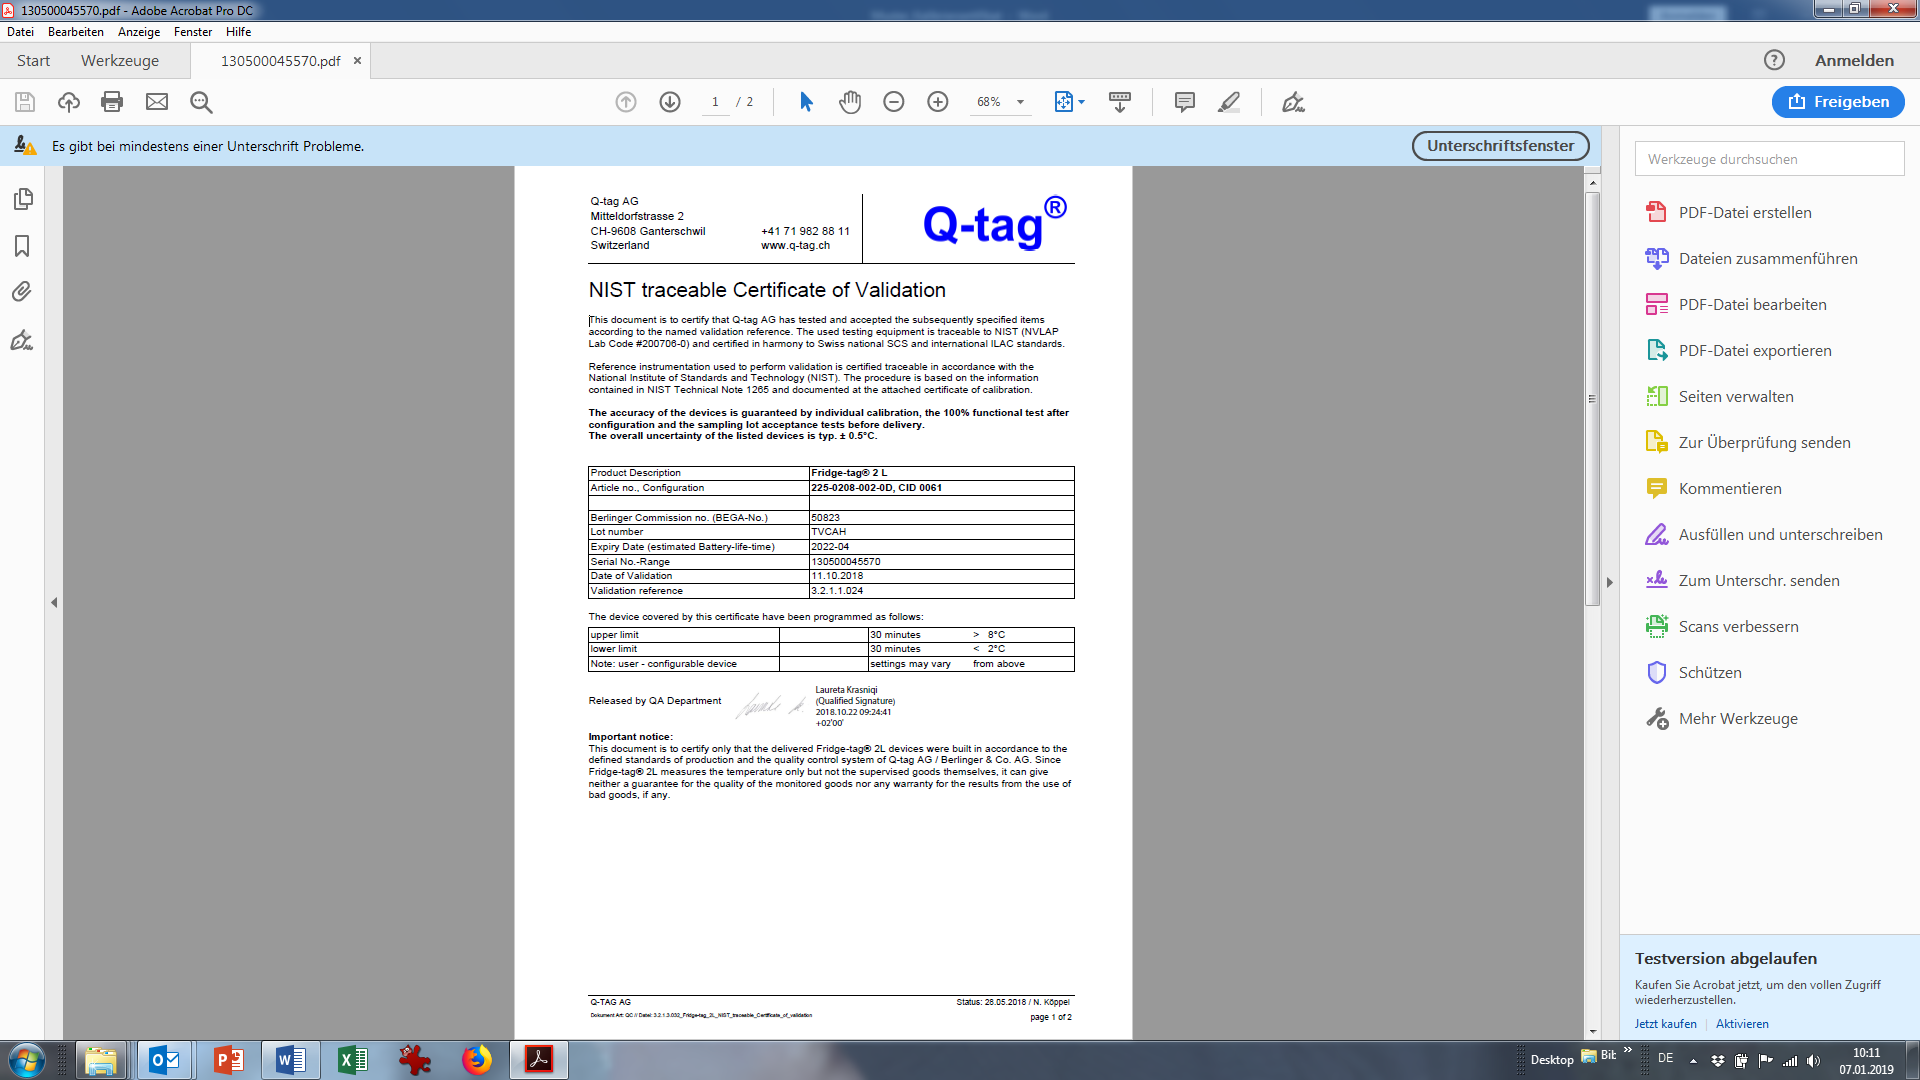 130500045570.pdf - Adobe Acrobat Pro DC
Datei Bearbeiten Anzeige Fenster Hilfe
Start Werkzeuge 130500045570.pdf × Anmelden
1 / 2 68% Freigeben
Es gibt bei mindestens einer Unterschrift Probleme. Unterschriftsfenster
Q-tag AG
Mitteldorfstrasse 2
CH-9608 Ganterschwil +41 71 982 88 11
Switzerland www.q-tag.ch
Q-tag®
NIST traceable Certificate of Validation
This document is to certify that Q-tag AG has tested and accepted the subsequently specified items
according to the named validation reference. The used testing equipment is traceable to NIST (NVLAP
Lab Code #200706-0) and certified in harmony to Swiss national SCS and international ILAC standards.
Reference instrumentation used to perform validation is certified traceable in accordance with the
National Institute of Standards and Technology (NIST). The procedure is based on the information
contained in NIST Technical Note 1265 and documented at the attached certificate of calibration.
The accuracy of the devices is guaranteed by individual calibration, the 100% functional test after
configuration and the sampling lot acceptance tests before delivery.
The overall uncertainty of the listed devices is typ. ± 0.5°C.
Product Description Fridge-tag® 2 L
Article no., Configuration 225-0208-002-0D, CID 0061
Berlinger Commission no. (BEGA-No.) 50823
Lot number TVCAH
Expiry Date (estimated Battery-life-time) 2022-04
Serial No.-Range 130500045570
Date of Validation 11.10.2018
Validation reference 3.2.1.1.024
The device covered by this certificate have been programmed as follows:
upper limit 30 minutes > 8°C
lower limit 30 minutes < 2°C
Note: user - configurable device settings may vary from above
Released by QA Department
Laureta Krasniqi
(Qualified Signature)
2018.10.22 09:24:41
+02'00'
Important notice:
This document is to certify only that the delivered Fridge-tag® 2L devices were built in accordance to the
defined standards of production and the quality control system of Q-tag AG / Berlinger & Co. AG. Since
Fridge-tag® 2L measures the temperature only but not the supervised goods themselves, it can give
neither a guarantee for the quality of the monitored goods nor any warranty for the results from the use of
bad goods, if any.
Q-TAG AG Status: 28.05.2018 / N. Köppel
Dokument Art: QC // Datei: 3.2.1.3.032_Fridge-tag_2L_NIST_traceable_Certificate_of_validation
page 1 of 2
Werkzeuge durchsuchen
PDF-Datei erstellen
Dateien zusammenführen
PDF-Datei bearbeiten
PDF-Datei exportieren
Seiten verwalten
Zur Überprüfung senden
Kommentieren
Ausfüllen und unterschreiben
Zum Unterschr. senden
Scans verbessern
Schützen
Mehr Werkzeuge
Testversion abgelaufen
Kaufen Sie Acrobat jetzt, um den vollen Zugriff
wiederherzustellen.
Jetzt kaufen Aktivieren
Desktop Bib » DE 10:11
07.01.2019